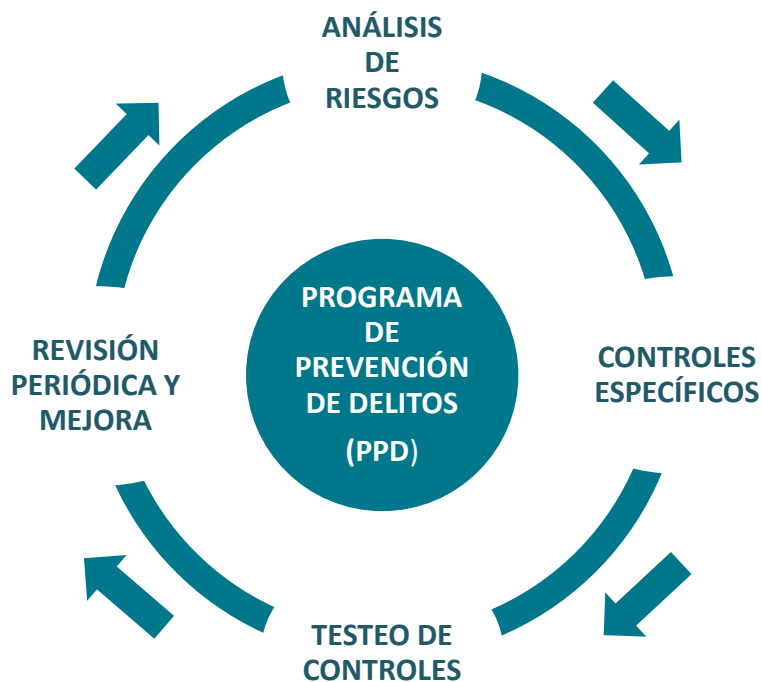 ANÁLISIS
DE
RIESGOS
PROGRAMA
DE
PREVENCIÓN
DE DELITOS
(PPD)
CONTROLES
ESPECÍFICOS
TESTEO DE
CONTROLES
REVISIÓN
PERIÓDICA Y
MEJORA